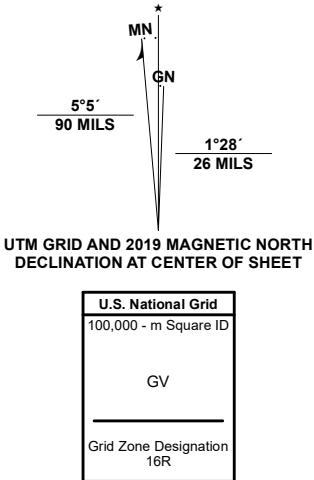 ★
MN
GN
5°5´
90 MILS
1°28´
26 MILS
UTM GRID AND 2019 MAGNETIC NORTH
DECLINATION AT CENTER OF SHEET
U.S. National Grid
100,000 - m Square ID
GV
Grid Zone Designation
16R